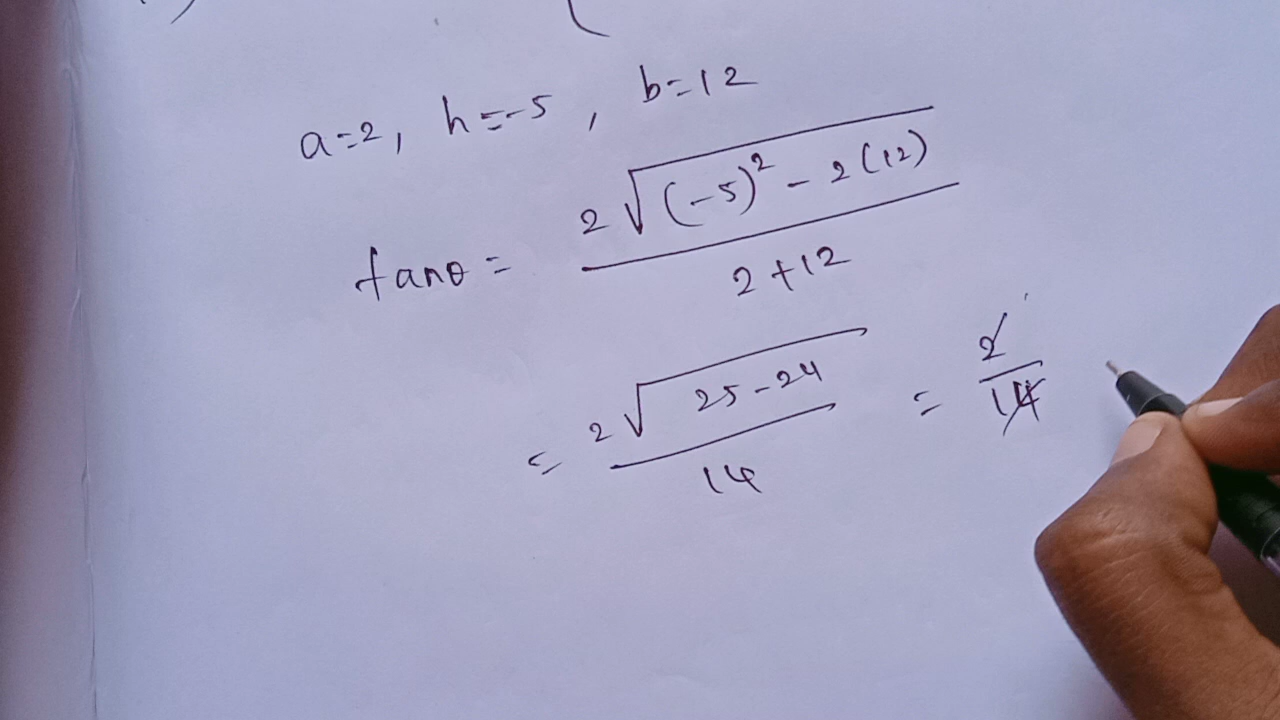 a=2, h=-5, b=12
tanθ = 2√((-5)² - 2(12)) / 2+12
= 2√(25-24) / 14 = 2/14